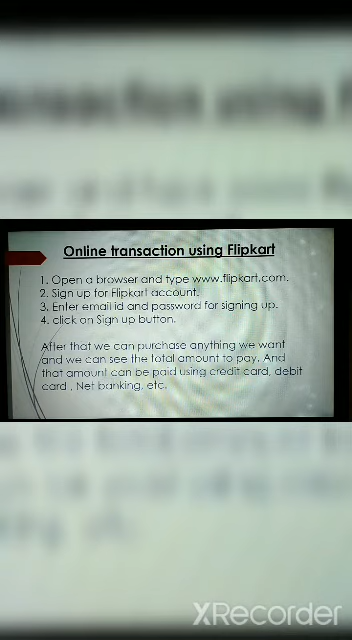 Online transaction using Flipkart
1. Open a browser and type www.flipkart.com.
2. Sign up for Flipkart account.
3. Enter email id and password for signing up.
4. click on Sign up button.
After that we can purchase anything we want
and we can see the total amount to pay. And
that amount can be paid using credit card, debit
card , Net banking, etc.
XRecorder